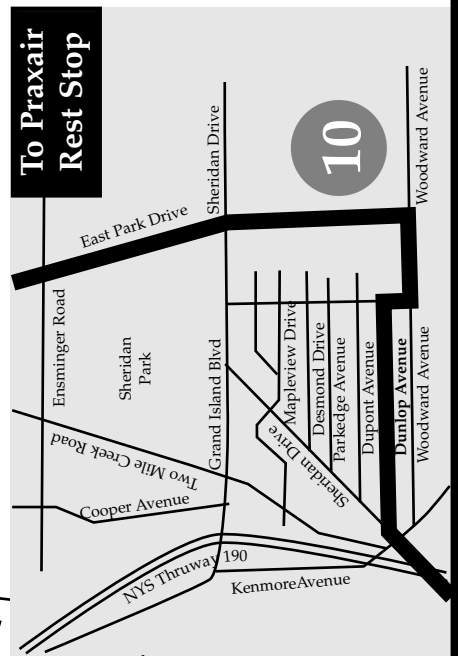 To Praxair
Rest Stop
10
East Park Drive
Sheridan Drive
Woodward Avenue
Ensminger Road
Sheridan
Park
Grand Island Blvd
Mapleview Drive
Desmond Drive
Parkedge Avenue
Dupont Avenue
Dunlop Avenue
Woodward Avenue
Two Mile Creek Road
Sheridan Drive
Cooper Avenue
NYS Thruway 190
KenmoreAvenue